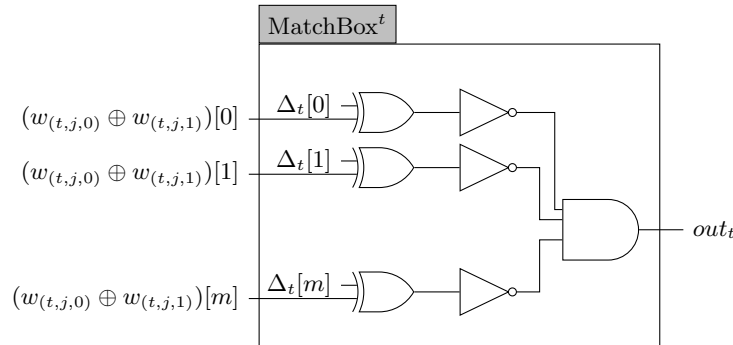 MatchBox^t
Δ_t[0]
(w_{(t,j,0)} ⊕ w_{(t,j,1)})[0]
Δ_t[1]
(w_{(t,j,0)} ⊕ w_{(t,j,1)})[1]
out_t
Δ_t[m]
(w_{(t,j,0)} ⊕ w_{(t,j,1)})[m]